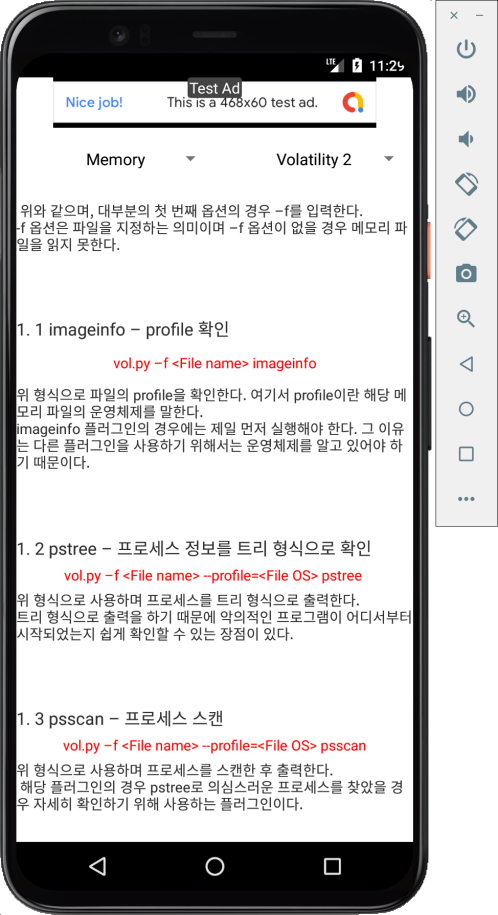 LTE 11:29
Test Ad
Nice job! This is a 468x60 test ad.
Memory Volatility 2
위와 같으며, 대부분의 첫 번째 옵션의 경우 –f를 입력한다.
-f 옵션은 파일을 지정하는 의미이며 –f 옵션이 없을 경우 메모리 파
일을 읽지 못한다.
1. 1 imageinfo – profile 확인
vol.py –f <File name> imageinfo
위 형식으로 파일의 profile을 확인한다. 여기서 profile이란 해당 메
모리 파일의 운영체제를 말한다.
imageinfo 플러그인의 경우에는 제일 먼저 실행해야 한다. 그 이유
는 다른 플러그인을 사용하기 위해서는 운영체제를 알고 있어야 하
기 때문이다.
1. 2 pstree – 프로세스 정보를 트리 형식으로 확인
vol.py –f <File name> --profile=<File OS> pstree
위 형식으로 사용하며 프로세스를 트리 형식으로 출력한다.
트리 형식으로 출력을 하기 때문에 악의적인 프로그램이 어디서부터
시작되었는지 쉽게 확인할 수 있는 장점이 있다.
1. 3 psscan – 프로세스 스캔
vol.py –f <File name> --profile=<File OS> psscan
위 형식으로 사용하며 프로세스를 스캔한 후 출력한다.
해당 플러그인의 경우 pstree로 의심스러운 프로세스를 찾았을 경
우 자세히 확인하기 위해 사용하는 플러그인이다.